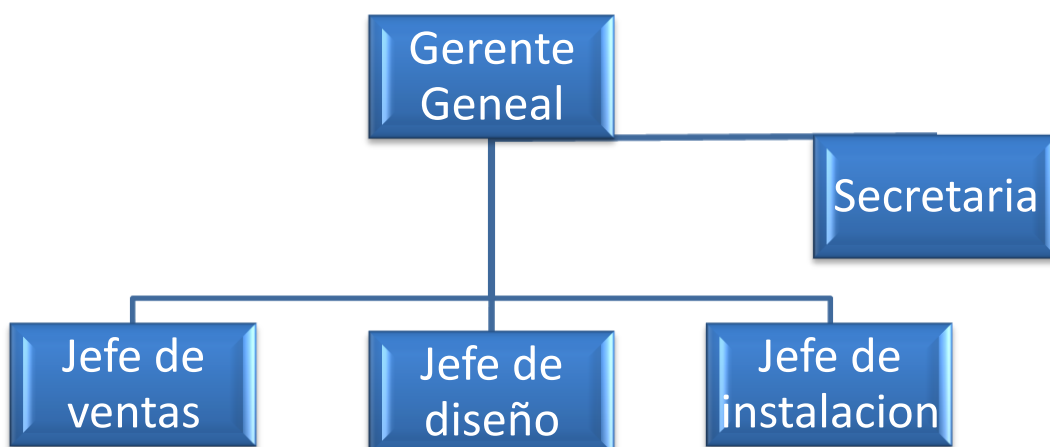 Gerente
Geneal
Secretaria
Jefe de
ventas
Jefe de
diseño
Jefe de
instalacion